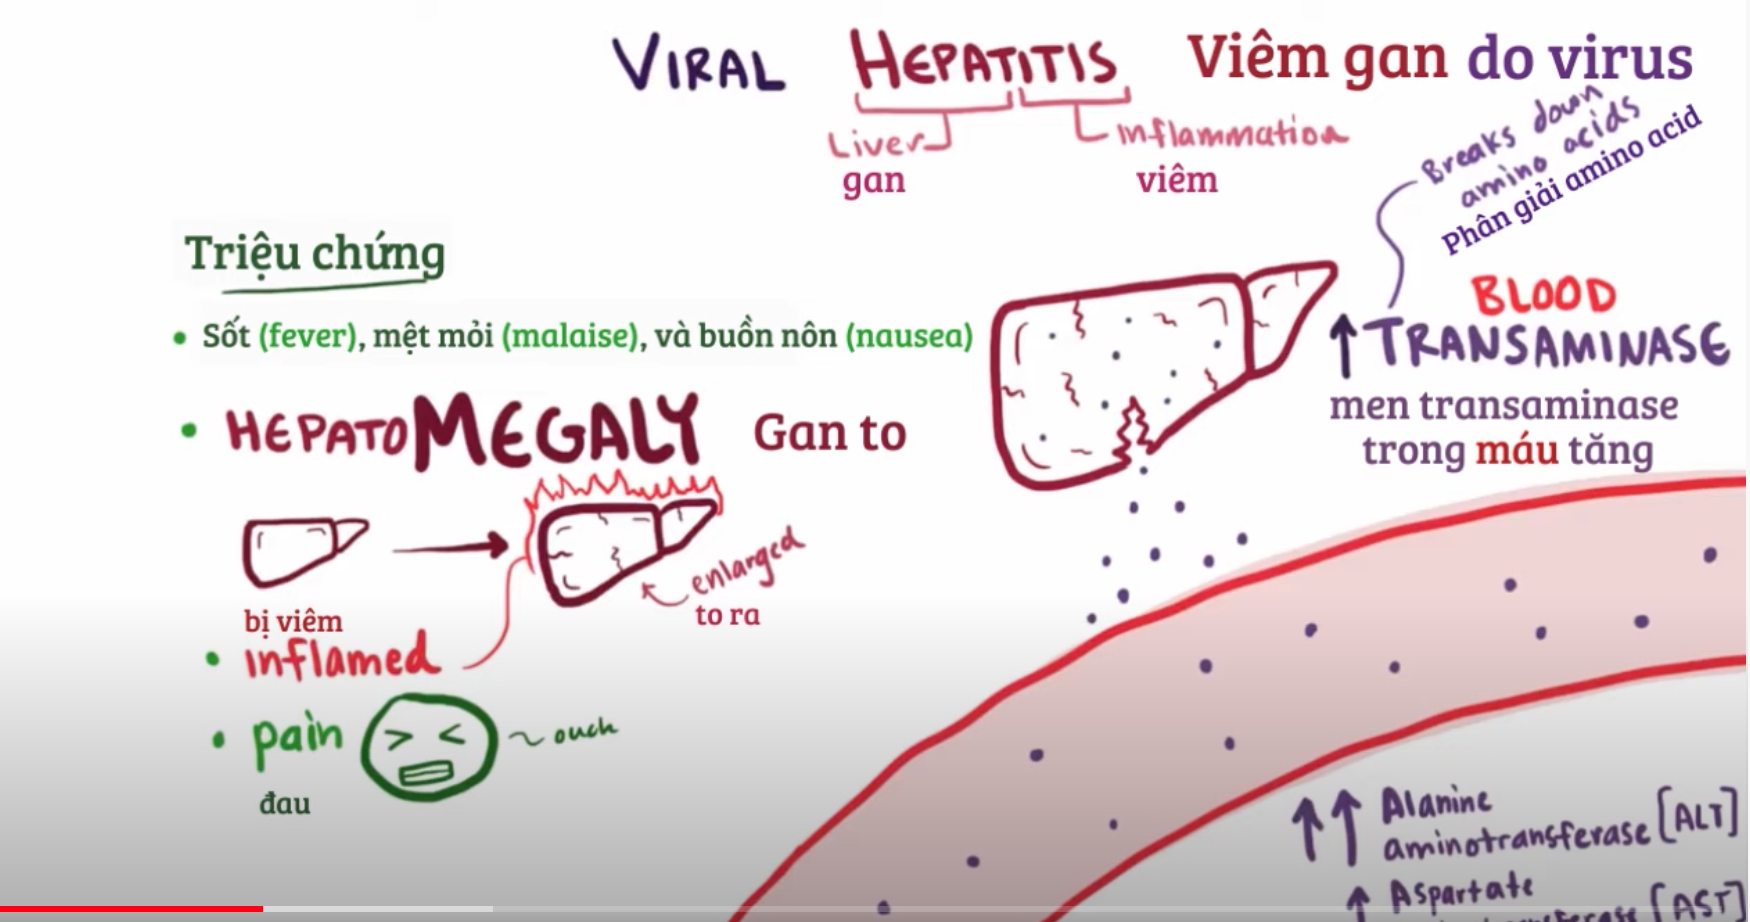 VIRAL HEPATITIS Viêm gan do virus
Liver
Inflammation
gan
viêm
Breaks down
amino acids
Phân giải amino acid
Triệu chứng
• Sốt (fever), mệt mỏi (malaise), và buồn nôn (nausea)
BLOOD
↑ TRANSAMINASE
men transaminase
trong máu tăng
• HEPATOMEGALY Gan to
enlarged
to ra
bị viêm
• inflamed
• pain
~ ouch
đau
↑↑ Alanine
aminotransferase [ALT]
↑ Aspartate
[AST]